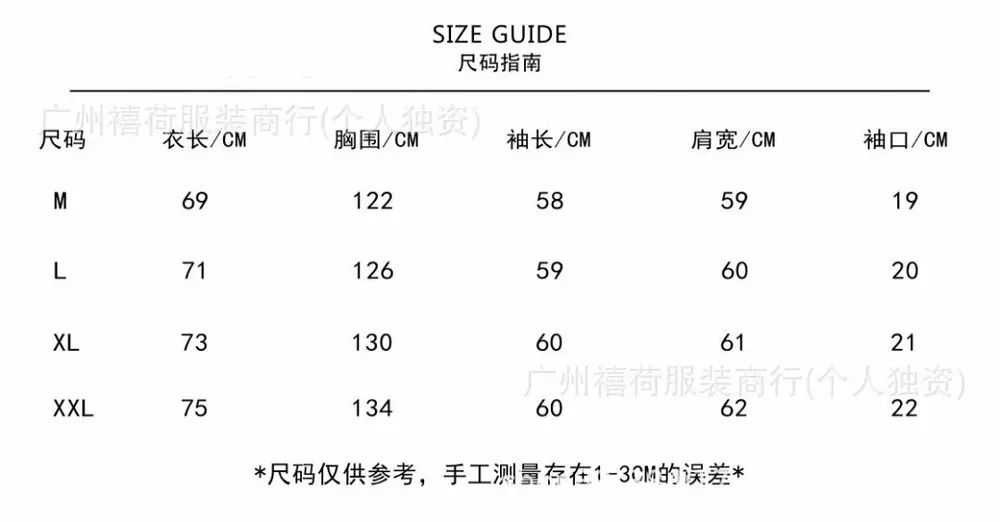 SIZE GUIDE
尺码指南
广州禧荷服装商行(个人独资)
尺码 衣长/CM 胸围/CM 袖长/CM 肩宽/CM 袖口/CM
M 69 122 58 59 19
L 71 126 59 60 20
XL 73 130 60 61 21
广州禧荷服装商行(个人独资)
XXL 75 134 60 62 22
*尺码仅供参考，手工测量存在1-3CM的误差*